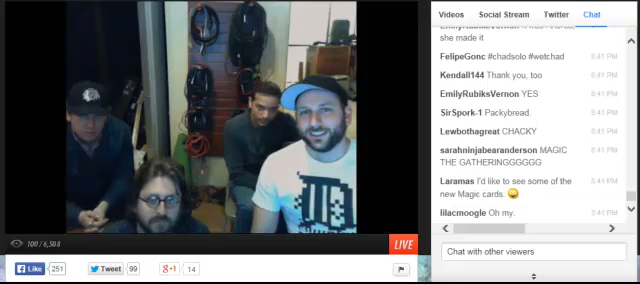 Videos Social Stream Twitter Chat
she made it
FelipeGonc #chadsolo #wetchad 6:41 PM
Kendall144 Thank you, too 6:41 PM
EmilyRubiksVernon YES 6:41 PM
SirSpork-1 Packybread. 6:41 PM
Lewbothagreat CHACKY 6:41 PM
sarahninjabearanderson MAGIC 6:41 PM
THE GATHERINGGGGGG
Laramas I'd like to see some of the 3:41 PM
new Magic cards.
lilacmoogle Oh my. 3:41 PM
100 / 6,508 LIVE
Like 251 Tweet 99 +1 14
Chat with other viewers